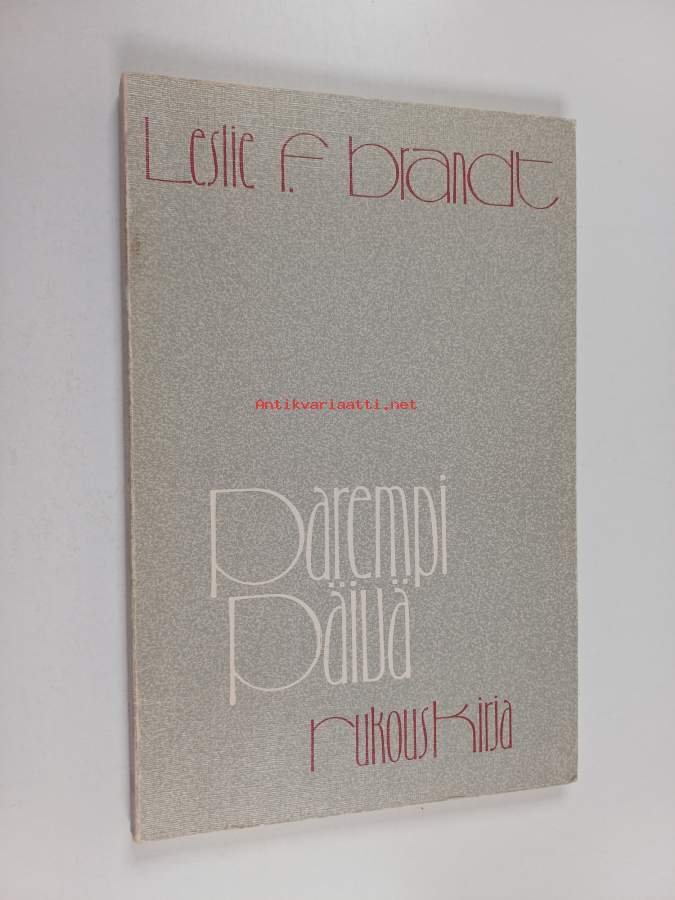 Leslie F. Brandt
Antikvariaatti.net
Parempi
Päivä
rukouskirja